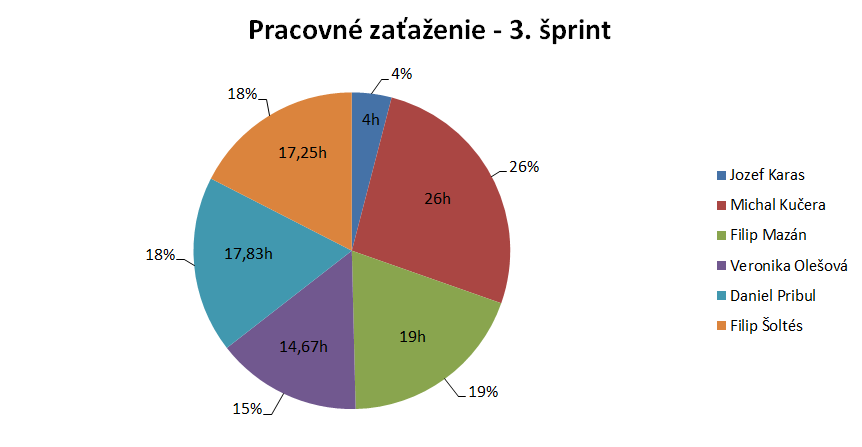 Pracovné zaťaženie - 3. šprint
4%
18%
4h
17,25h
26%
26h
Jozef Karas
Michal Kučera
Filip Mazán
Veronika Olešová
Daniel Pribul
Filip Šoltés
18%
17,83h
19h
14,67h
19%
15%